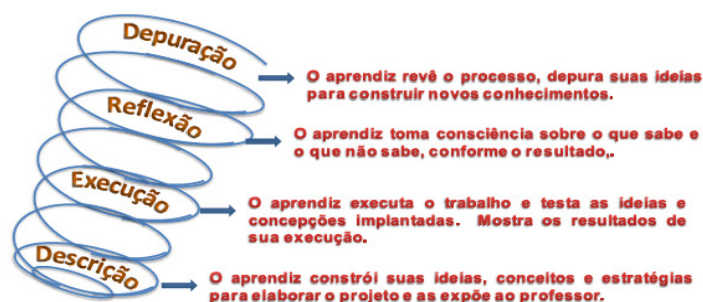 Depuração
O aprendiz revê o processo, depura suas ideias
para construir novos conhecimentos.
Reflexão
O aprendiz toma consciência sobre o que sabe e
o que não sabe, conforme o resultado,.
Execução
O aprendiz executa o trabalho e testa as ideias e
concepções implantadas. Mostra os resultados de
sua execução.
Descrição
O aprendiz constrói suas ideias, conceitos e estratégias
para elaborar o projeto e as expõe ao professor.